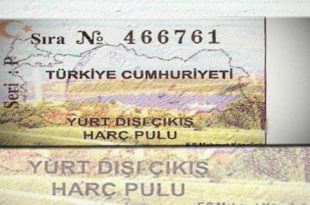 Sıra № 466761
Seri : P
TÜRKİYE CUMHURİYETİ
YURT DIŞI ÇIKIŞ
HARÇ PULU
YURT DIŞI ÇIKIŞ
HARÇ PULU